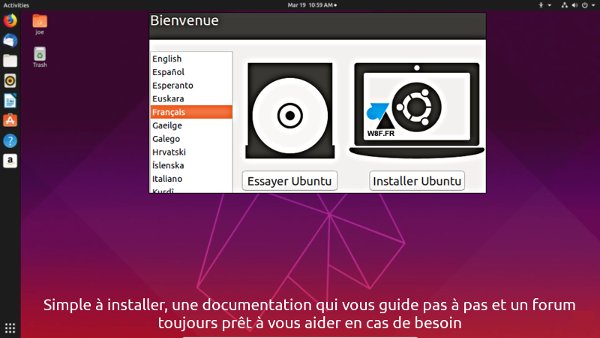 Activities
Mar 19 10:59 AM
joe
Trash
Bienvenue
English
Español
Esperanto
Euskara
Français
Gaeilge
Galego
Hrvatski
Íslenska
Italiano
Kurdî
W8F.FR
Essayer Ubuntu
Installer Ubuntu
Simple à installer, une documentation qui vous guide pas à pas et un forum
toujours prêt à vous aider en cas de besoin